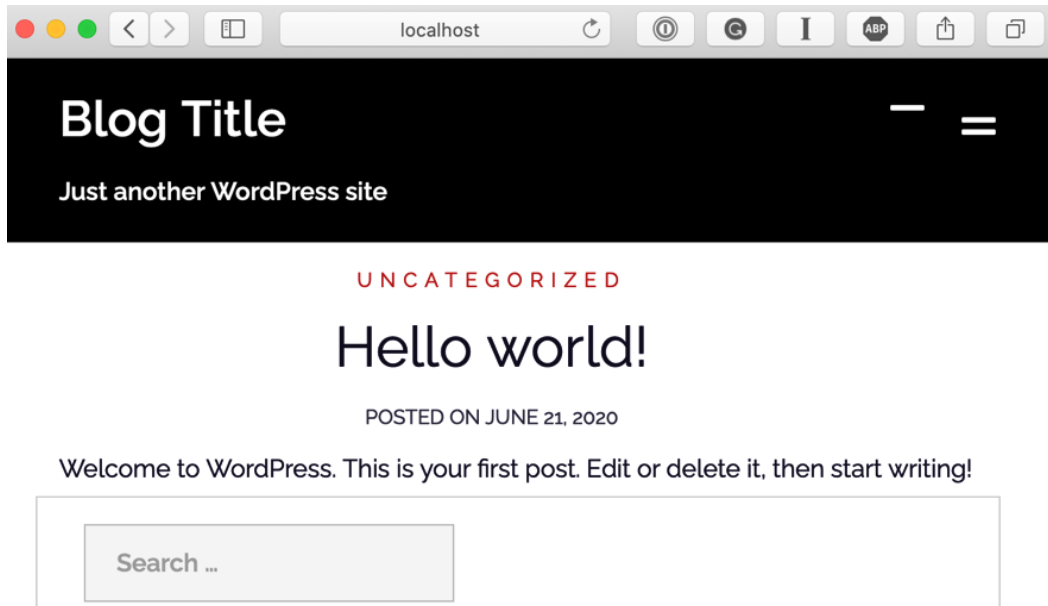 localhost
ABP
Blog Title
Just another WordPress site
UNCATEGORIZED
Hello world!
POSTED ON JUNE 21, 2020
Welcome to WordPress. This is your first post. Edit or delete it, then start writing!
Search …